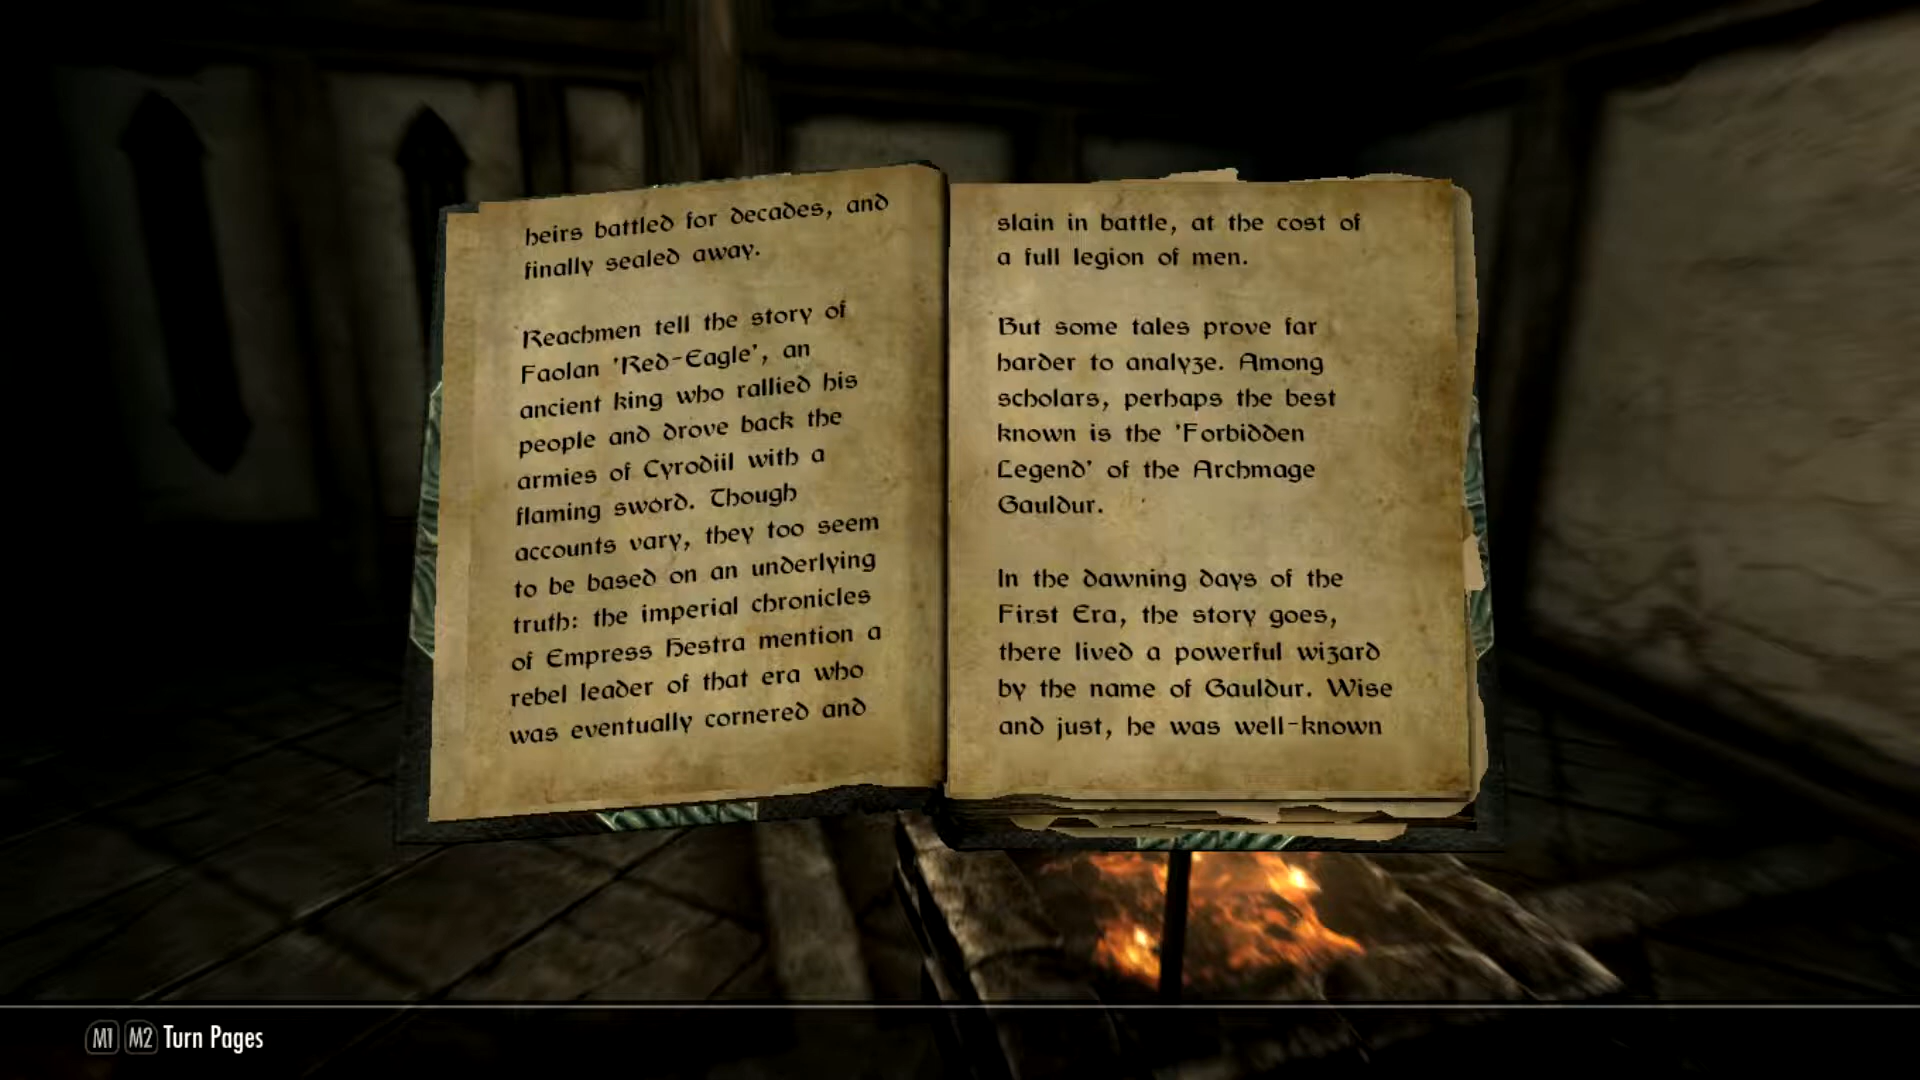 heirs battled for decades, and
finally sealed away.
Reachmen tell the story of
Faolan 'Red-Eagle', an
ancient king who rallied his
people and drove back the
armies of Cyrodiil with a
flaming sword. Though
accounts vary, they too seem
to be based on an underlying
truth: the imperial chronicles
of Empress Hestra mention a
rebel leader of that era who
was eventually cornered and
slain in battle, at the cost of
a full legion of men.
But some tales prove far
harder to analyze. Among
scholars, perhaps the best
known is the 'Forbidden
Legend' of the Archmage
Gauldur.
In the dawning days of the
First Era, the story goes,
there lived a powerful wizard
by the name of Gauldur. Wise
and just, he was well-known
M1 M2 Turn Pages